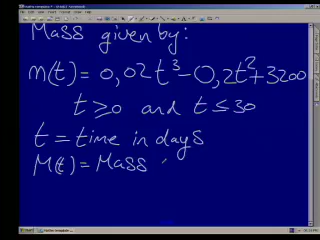 Mass given by:
m(t) = 0,02t³-0,2t²+3200
t ≥ 0 and t ≤ 30
t = time in days
M(t) = Mass